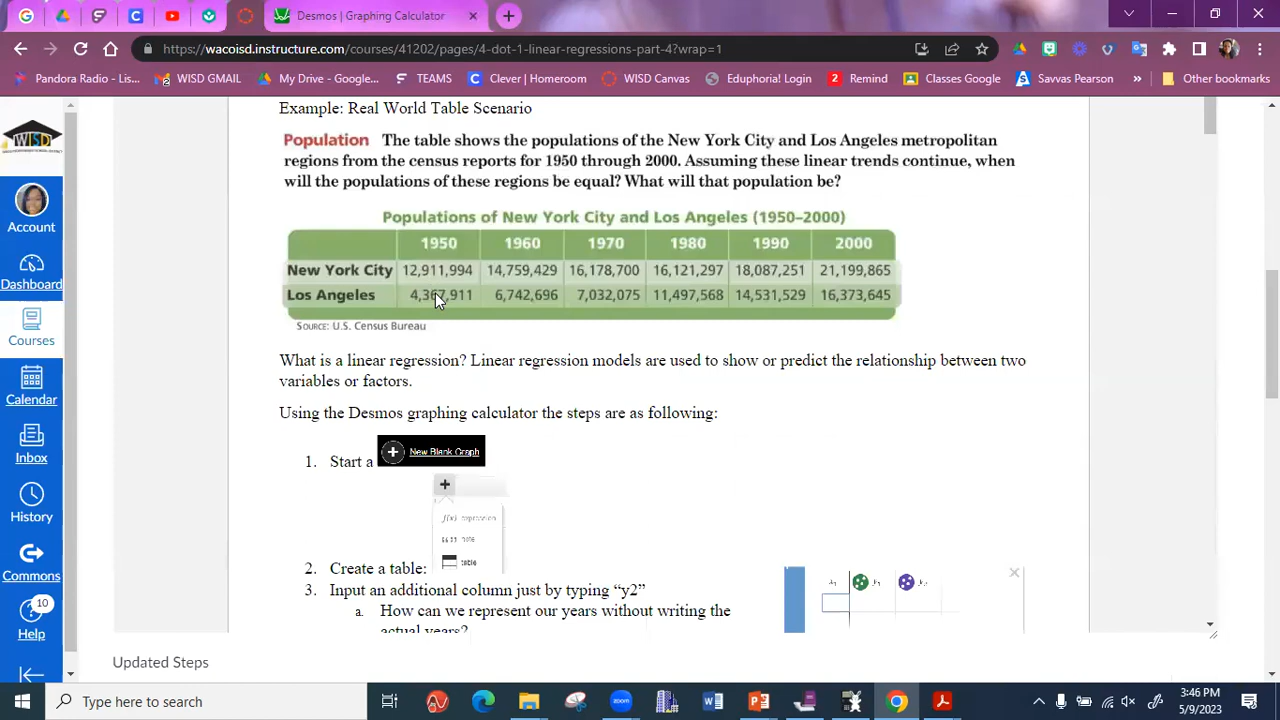 Desmos | Graphing Calculator
https://wacoisd.instructure.com/courses/41202/pages/4-dot-1-linear-regressions-part-4?wrap=1
Pandora Radio - Lis... WISD GMAIL My Drive - Google... TEAMS Clever | Homeroom WISD Canvas Eduphoria! Login Remind Classes Google Savvas Pearson » Other bookmarks
WISD
Account
Dashboard
Courses
Calendar
Inbox
History
Commons
10
Help
Example: Real World Table Scenario
Population The table shows the populations of the New York City and Los Angeles metropolitan
regions from the census reports for 1950 through 2000. Assuming these linear trends continue, when
will the populations of these regions be equal? What will that population be?
Populations of New York City and Los Angeles (1950–2000)
1950 1960 1970 1980 1990 2000
New York City 12,911,994 14,759,429 16,178,700 16,121,297 18,087,251 21,199,865
Los Angeles 4,367,911 6,742,696 7,032,075 11,497,568 14,531,529 16,373,645
SOURCE: U.S. Census Bureau
What is a linear regression? Linear regression models are used to show or predict the relationship between two
variables or factors.
Using the Desmos graphing calculator the steps are as following:
1. Start a New Blank Graph
f(x) expression
note
table
2. Create a table:
3. Input an additional column just by typing “y2”
a. How can we represent our years without writing the
actual years?
Updated Steps
Type here to search
3:46 PM
5/9/2023